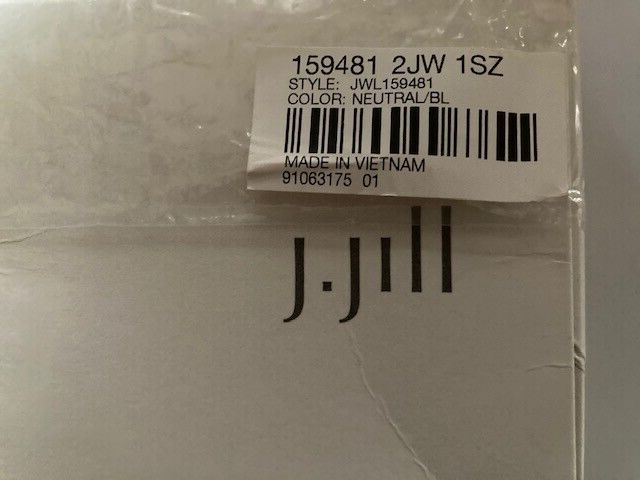 159481 2JW 1SZ
STYLE: JWL159481
COLOR: NEUTRAL/BL
MADE IN VIETNAM
91063175 01
J.Jill